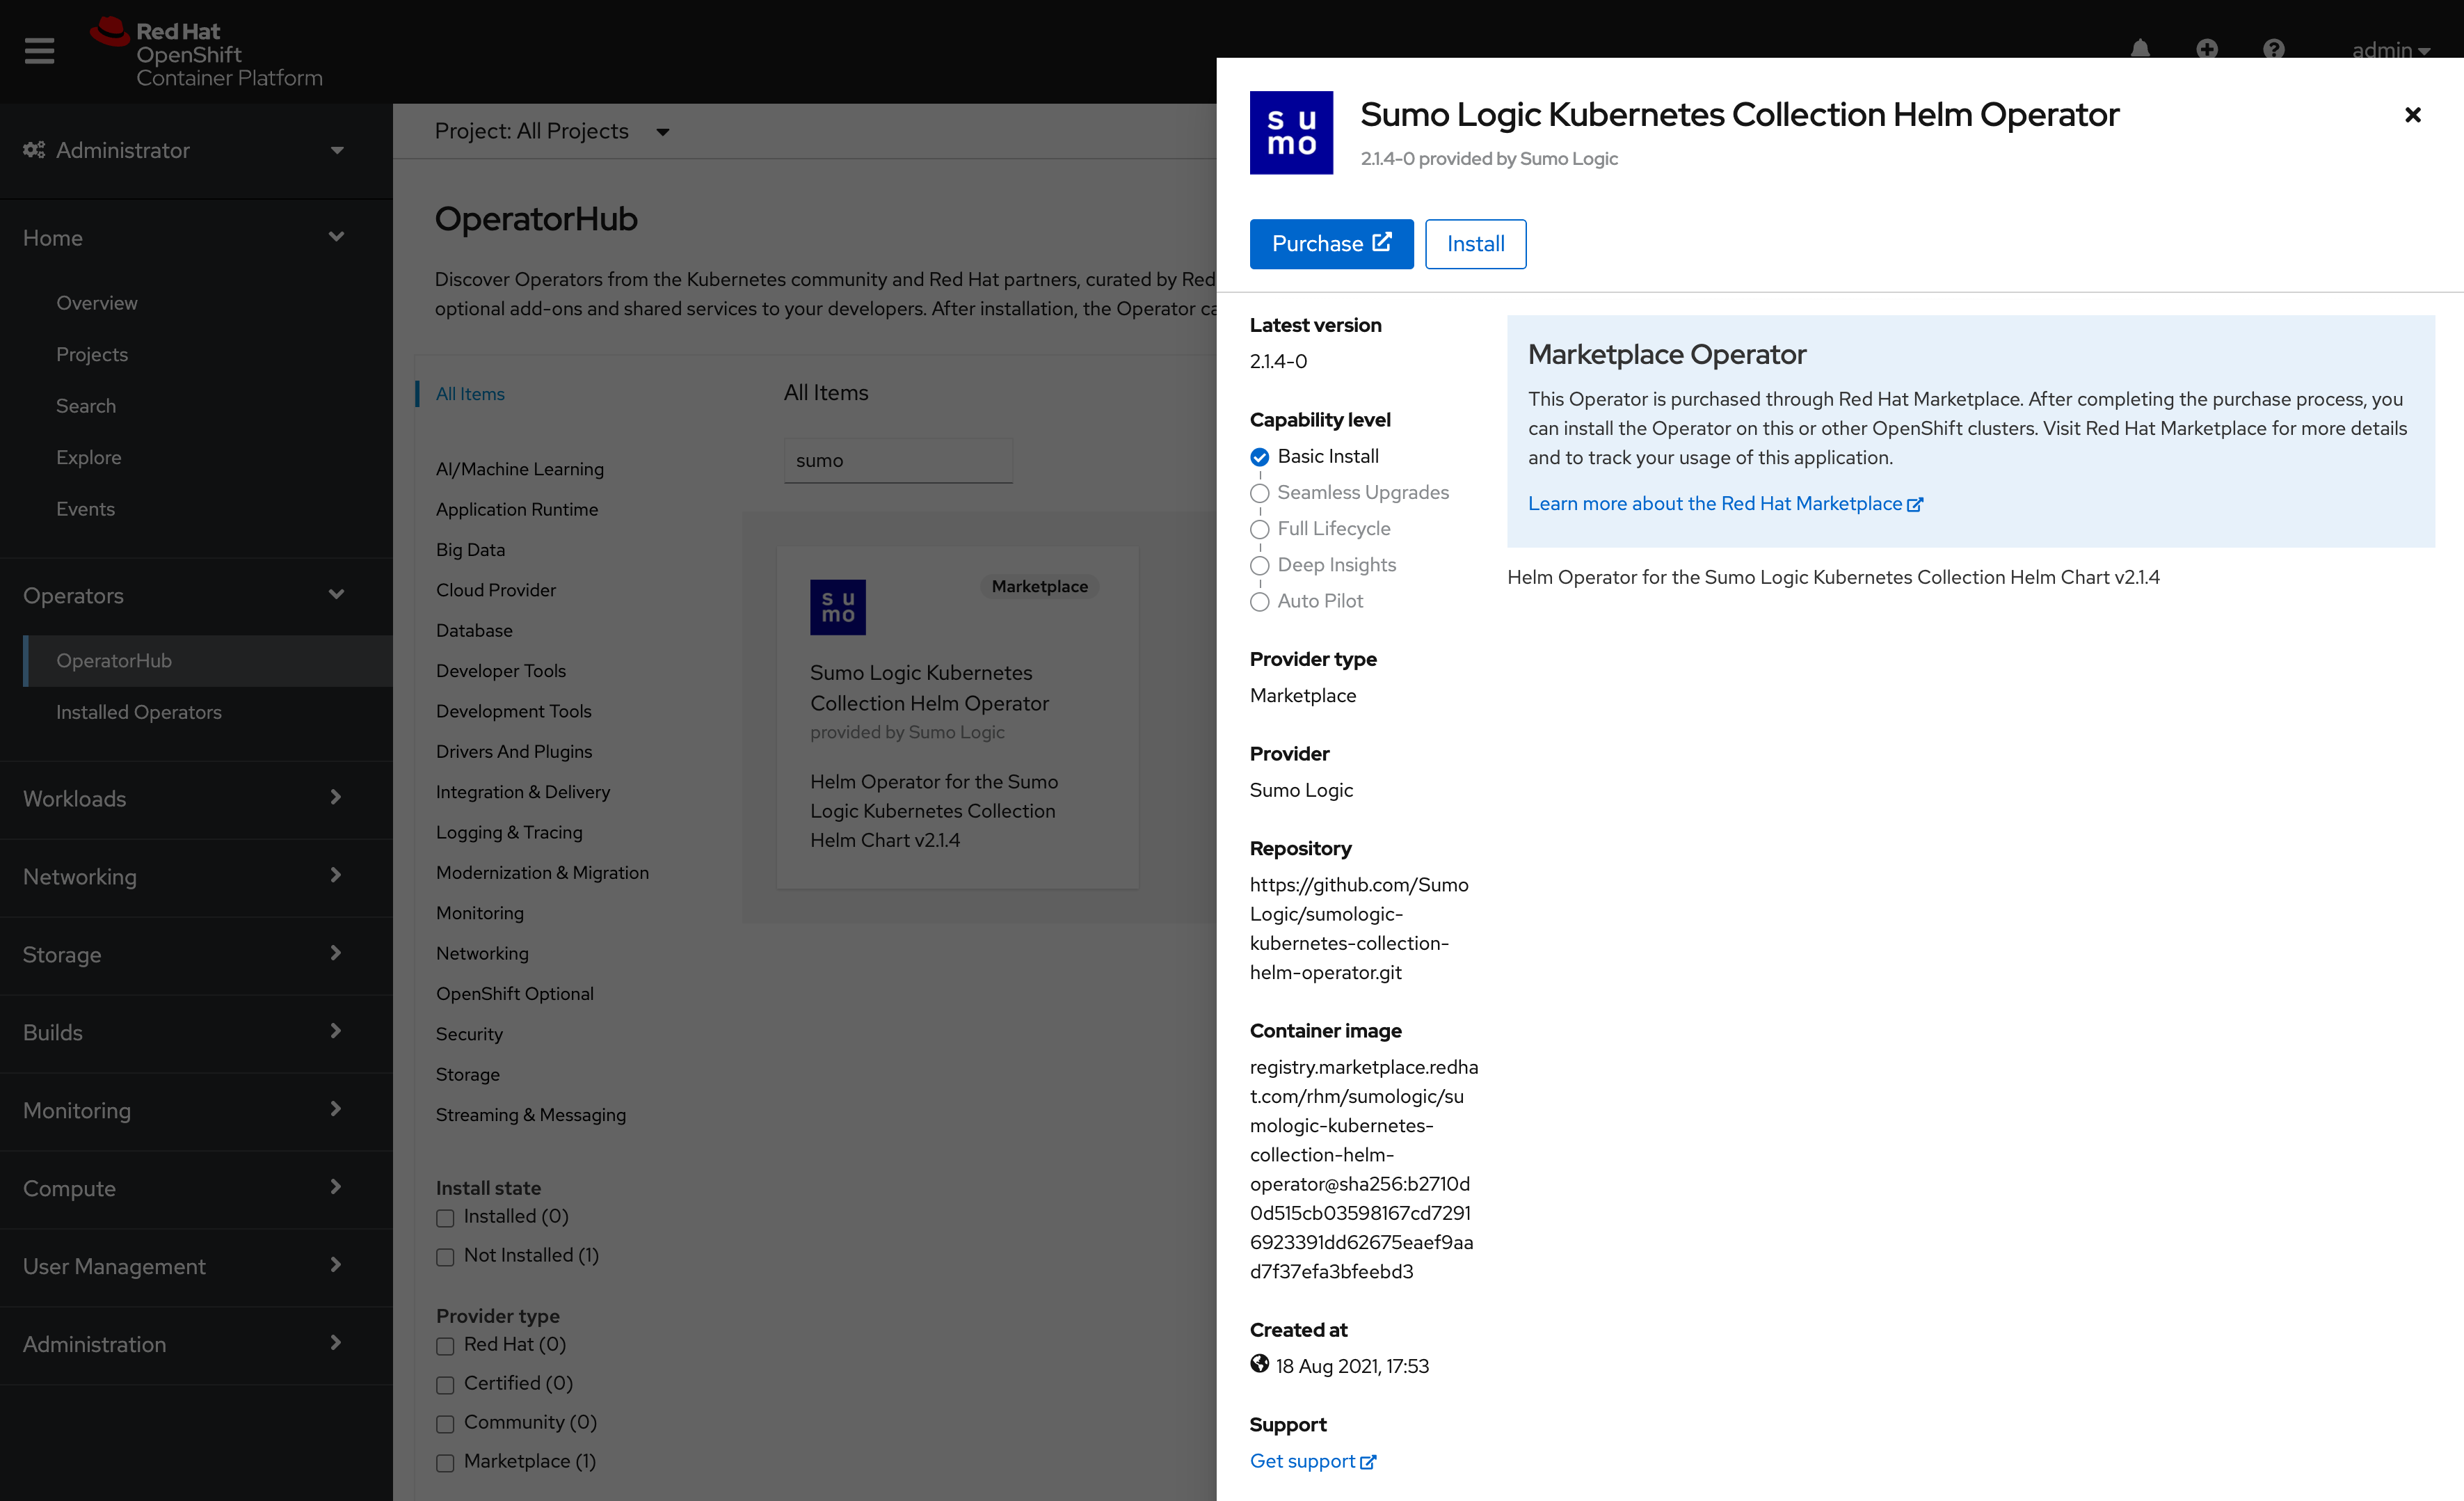 Red Hat
OpenShift
Container Platform
admin
Administrator
Home
Overview
Projects
Search
Explore
Events
Operators
OperatorHub
Installed Operators
Workloads
Networking
Storage
Builds
Monitoring
Compute
User Management
Administration
Project: All Projects
OperatorHub
Discover Operators from the Kubernetes community and Red Hat partners, curated by Red
optional add-ons and shared services to your developers. After installation, the Operator ca
All Items
AI/Machine Learning
Application Runtime
Big Data
Cloud Provider
Database
Developer Tools
Development Tools
Drivers And Plugins
Integration & Delivery
Logging & Tracing
Modernization & Migration
Monitoring
Networking
OpenShift Optional
Security
Storage
Streaming & Messaging
Install state
Installed (0)
Not Installed (1)
Provider type
Red Hat (0)
Certified (0)
Community (0)
Marketplace (1)
All Items
sumo
su
mo
Marketplace
Sumo Logic Kubernetes
Collection Helm Operator
provided by Sumo Logic
Helm Operator for the Sumo
Logic Kubernetes Collection
Helm Chart v2.1.4
su
mo
Sumo Logic Kubernetes Collection Helm Operator
2.1.4-0 provided by Sumo Logic
Purchase
Install
Latest version
2.1.4-0
Capability level
Basic Install
Seamless Upgrades
Full Lifecycle
Deep Insights
Auto Pilot
Provider type
Marketplace
Provider
Sumo Logic
Repository
https://github.com/Sumo
Logic/sumologic-
kubernetes-collection-
helm-operator.git
Container image
registry.marketplace.redha
t.com/rhm/sumologic/su
mologic-kubernetes-
collection-helm-
operator@sha256:b2710d
0d515cb03598167cd7291
6923391dd62675eaef9aa
d7f37efa3bfeebd3
Created at
18 Aug 2021, 17:53
Support
Get support
Marketplace Operator
This Operator is purchased through Red Hat Marketplace. After completing the purchase process, you
can install the Operator on this or other OpenShift clusters. Visit Red Hat Marketplace for more details
and to track your usage of this application.
Learn more about the Red Hat Marketplace
Helm Operator for the Sumo Logic Kubernetes Collection Helm Chart v2.1.4